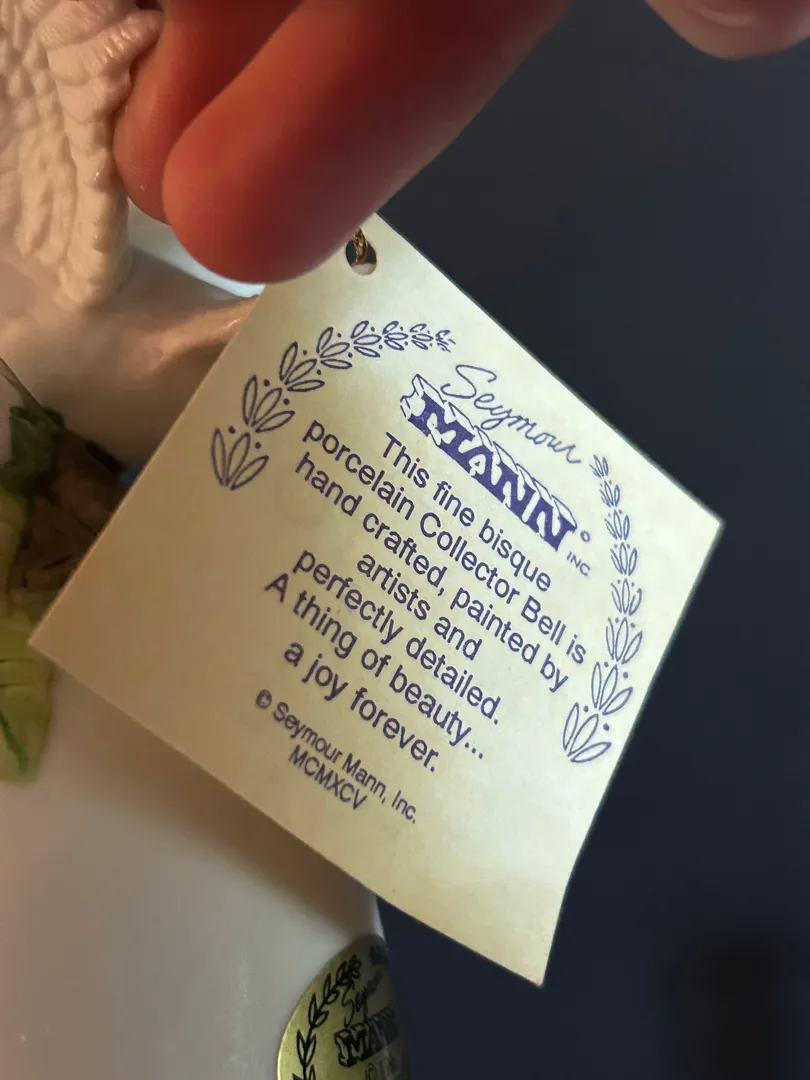 Seymour
MANN
INC.
This fine bisque
porcelain Collector Bell is
hand crafted, painted by
artists and
perfectly detailed.
A thing of beauty...
a joy forever.
© Seymour Mann, Inc.
MCMXCV
MANN
©